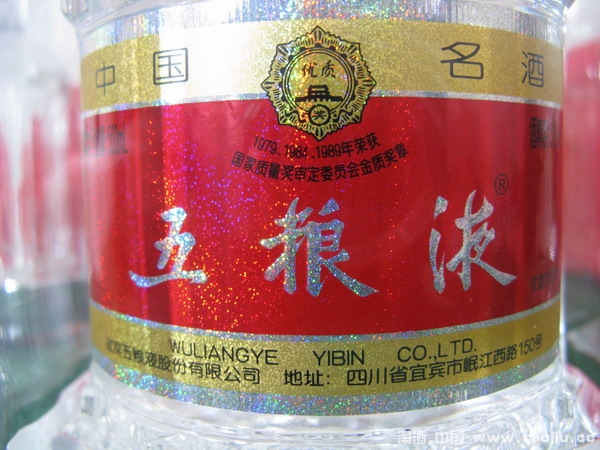 中国 名酒
优质
奖
1979、1984、1989年荣获
国家质量奖审定委员会金质奖章
五粮液®
WULIANGYE YIBIN CO.,LTD.
宜宾五粮液股份有限公司 地址: 四川省宜宾市岷江西路150号
淘酒.中国 www.taojiu.com